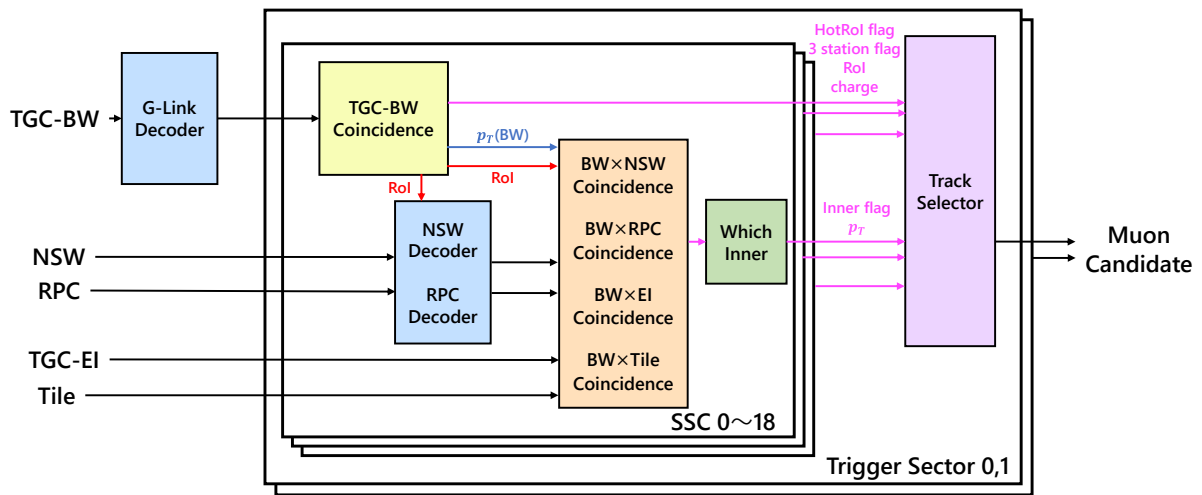 TGC-BW
G-Link
Decoder
TGC-BW
Coincidence
p_T(BW)
RoI
RoI
NSW
RPC
NSW
Decoder
RPC
Decoder
TGC-EI
Tile
BW×NSW
Coincidence
BW×RPC
Coincidence
BW×EI
Coincidence
BW×Tile
Coincidence
Which
Inner
HotRoI flag
3 station flag
RoI
charge
Inner flag
p_T
Track
Selector
Muon
Candidate
SSC 0～18
Trigger Sector 0,1